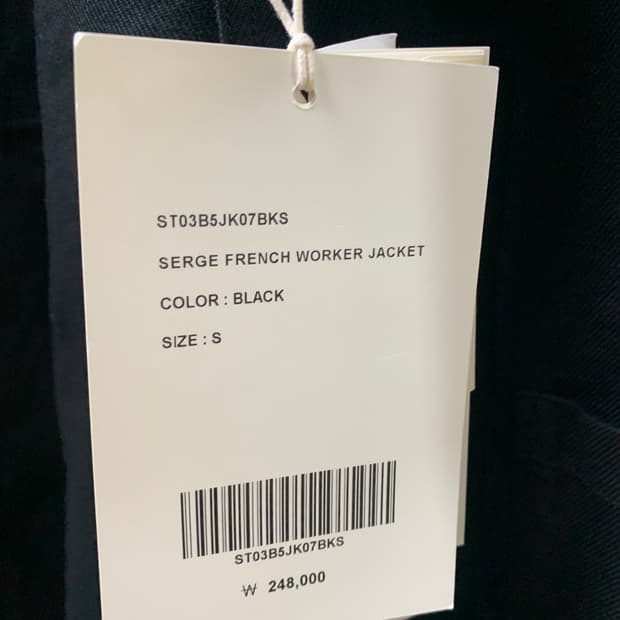 ST03B5JK07BKS
SERGE FRENCH WORKER JACKET
COLOR : BLACK
SIZE : S
ST03B5JK07BKS
₩ 248,000